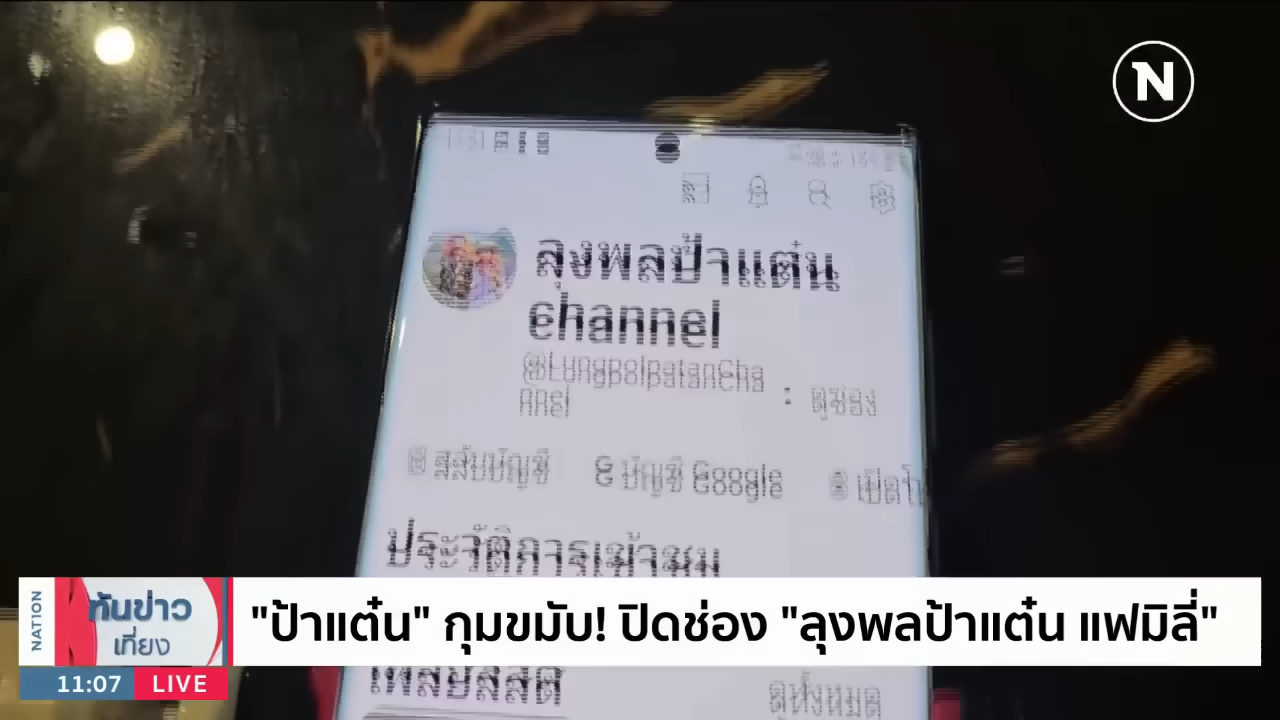 N
ลุงพลป้าแต๋น
channel
@LungpolpatanCha
nnel
: ดูช่อง
สลับบัญชี
G บัญชี Google
ประวัติการเข้าชม
NATION
ทันข่าว
เที่ยง
"ป้าแต๋น" กุมขมับ! ปิดช่อง "ลุงพลป้าแต๋น แฟมิลี่"
11:07 LIVE
เพลย์ลิสต์
ดูทั้งหมด